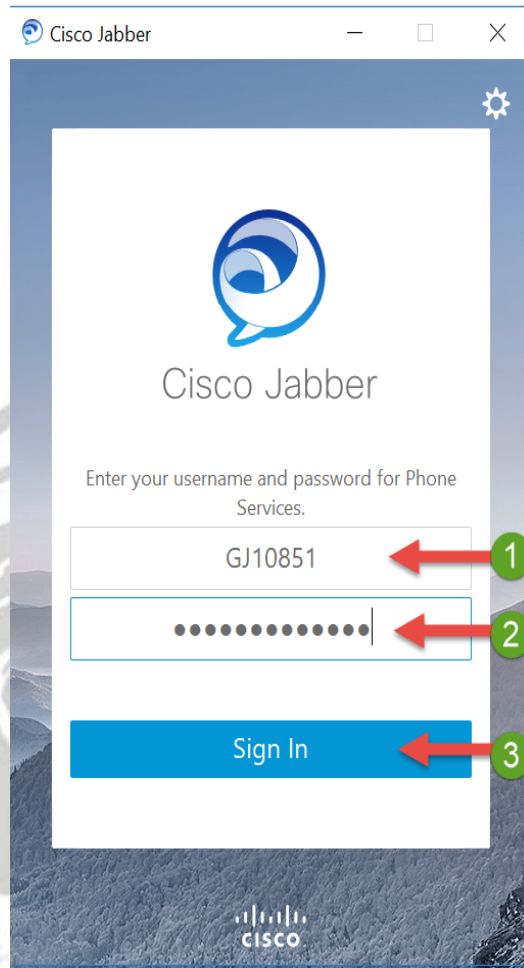 Cisco Jabber
Cisco Jabber
Enter your username and password for Phone
Services.
GJ10851
1
•••••••••••••
2
Sign In
3
CISCO